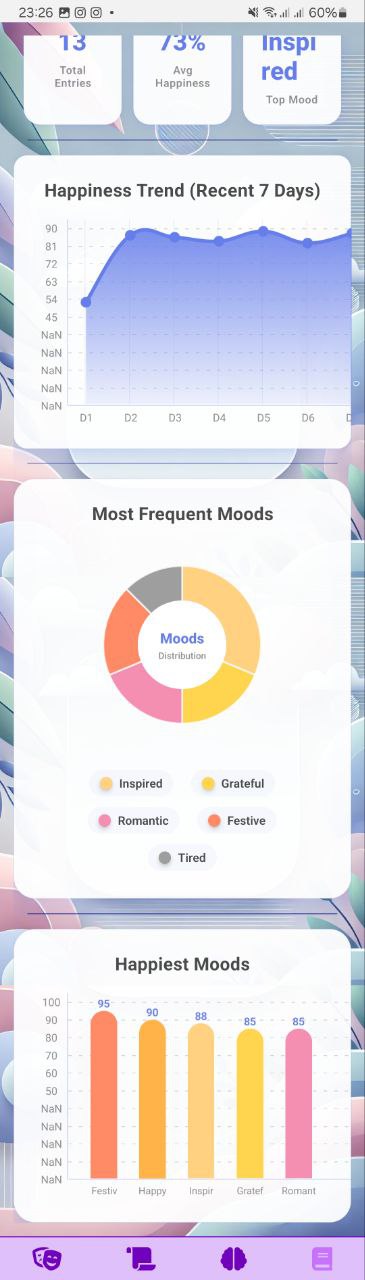 23:26
60%
13
73%
Inspi
red
Total
Entries
Avg
Happiness
Top Mood
Happiness Trend (Recent 7 Days)
90
81
72
63
54
45
NaN
NaN
NaN
NaN
NaN
D1 D2 D3 D4 D5 D6 D
Most Frequent Moods
Moods
Distribution
Inspired Grateful
Romantic Festive
Tired
Happiest Moods
100
90
80
70
60
50
NaN
NaN
NaN
NaN
NaN
95 90 88 85 85
Festiv Happy Inspir Gratef Romant